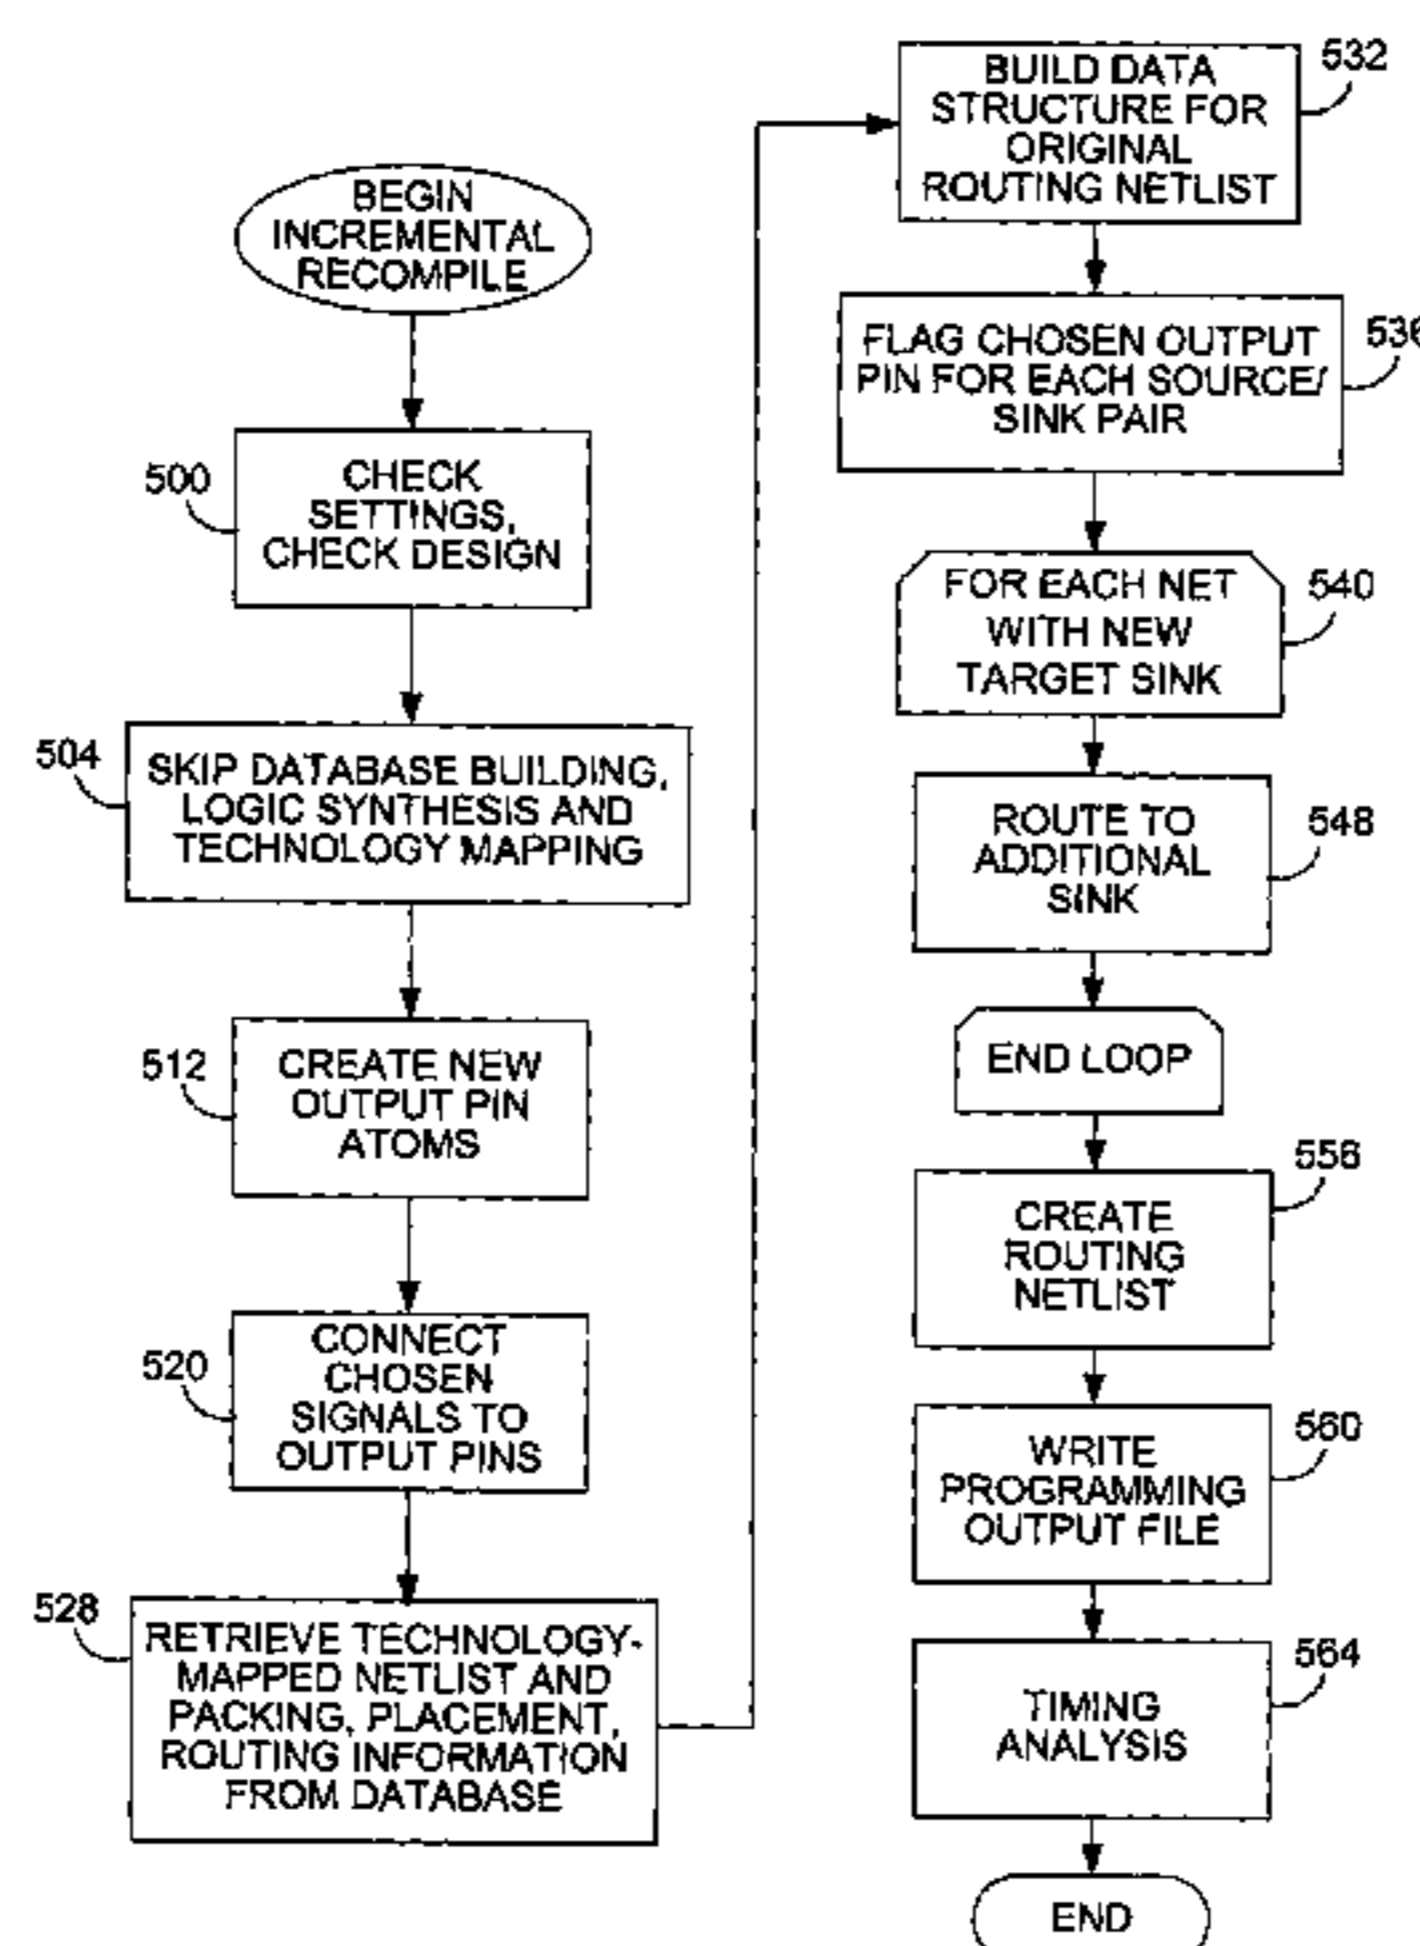 BEGIN
INCREMENTAL
RECOMPILE
500
CHECK
SETTINGS,
CHECK DESIGN
504
SKIP DATABASE BUILDING,
LOGIC SYNTHESIS AND
TECHNOLOGY MAPPING
512
CREATE NEW
OUTPUT PIN
ATOMS
520
CONNECT
CHOSEN
SIGNALS TO
OUTPUT PINS
528
RETRIEVE TECHNOLOGY-
MAPPED NETLIST AND
PACKING, PLACEMENT,
ROUTING INFORMATION
FROM DATABASE
532
BUILD DATA
STRUCTURE FOR
ORIGINAL
ROUTING NETLIST
536
FLAG CHOSEN OUTPUT
PIN FOR EACH SOURCE/
SINK PAIR
540
FOR EACH NET
WITH NEW
TARGET SINK
548
ROUTE TO
ADDITIONAL
SINK
END LOOP
556
CREATE
ROUTING
NETLIST
560
WRITE
PROGRAMMING
OUTPUT FILE
564
TIMING
ANALYSIS
END